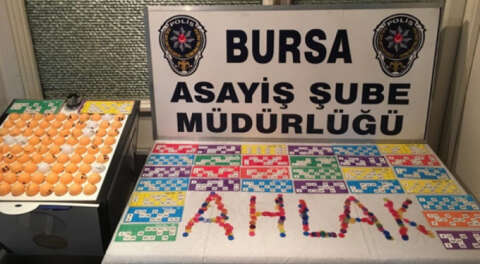 POLİS
POLİS
BURSA
ASAYİŞ ŞUBE
MÜDÜRLÜĞÜ
AHLAK